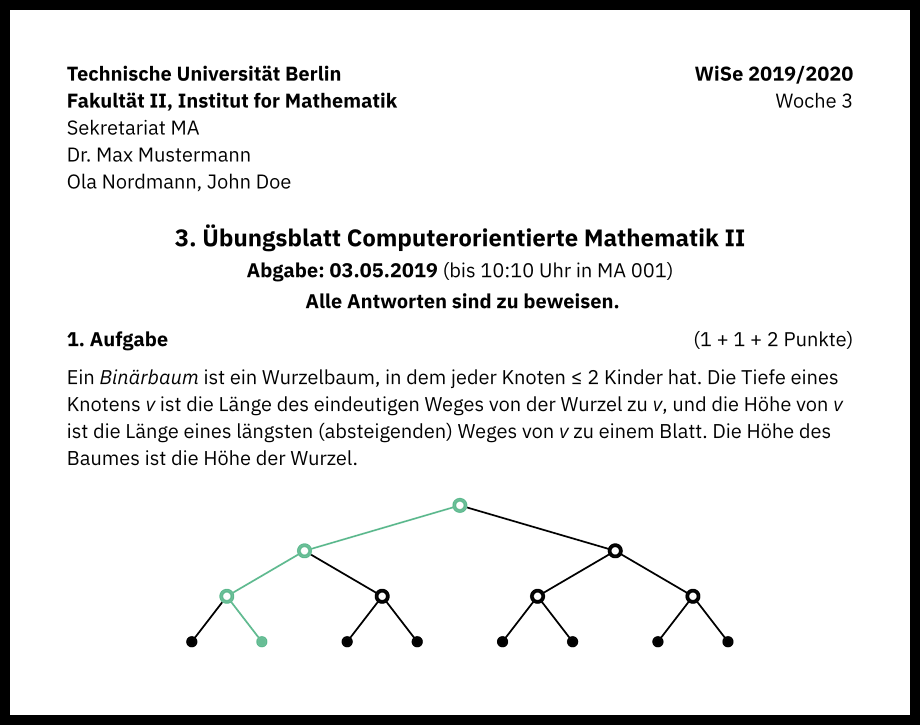 Technische Universität Berlin
WiSe 2019/2020
Fakultät II, Institut for Mathematik
Woche 3
Sekretariat MA
Dr. Max Mustermann
Ola Nordmann, John Doe
3. Übungsblatt Computerorientierte Mathematik II
Abgabe: 03.05.2019 (bis 10:10 Uhr in MA 001)
Alle Antworten sind zu beweisen.
1. Aufgabe
(1 + 1 + 2 Punkte)
Ein Binärbaum ist ein Wurzelbaum, in dem jeder Knoten ≤ 2 Kinder hat. Die Tiefe eines
Knotens v ist die Länge des eindeutigen Weges von der Wurzel zu v, und die Höhe von v
ist die Länge eines längsten (absteigenden) Weges von v zu einem Blatt. Die Höhe des
Baumes ist die Höhe der Wurzel.